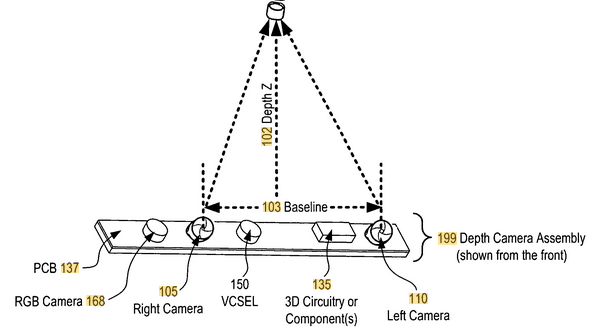 102 Depth Z
103 Baseline
199 Depth Camera Assembly
(shown from the front)
PCB 137
RGB Camera 168
105
Right Camera
150
VCSEL
135
3D Circuitry or
Component(s)
110
Left Camera